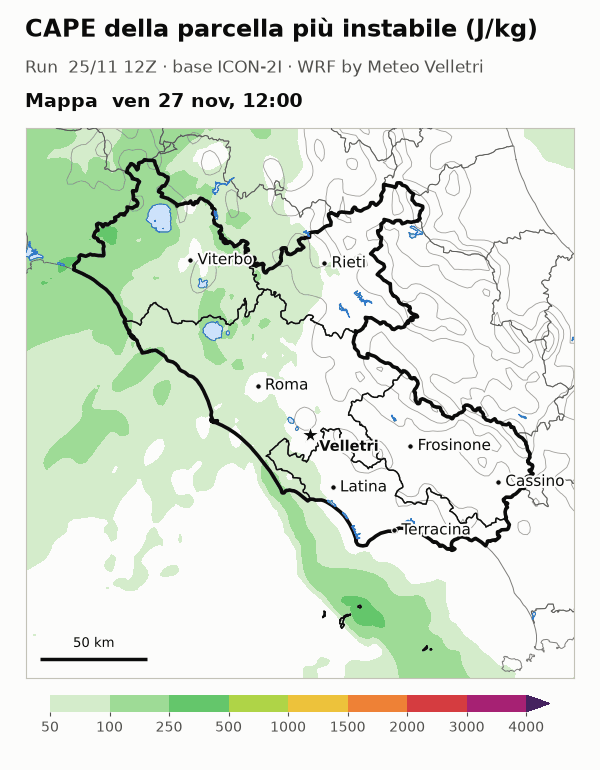 CAPE della parcella più instabile (J/kg)
Run 25/11 12Z · base ICON-2I · WRF by Meteo Velletri
Mappa ven 27 nov, 12:00
Viterbo
Rieti
Roma
Velletri
Frosinone
Latina
Cassino
Terracina
50 km
50 100 250 500 1000 1500 2000 3000 4000